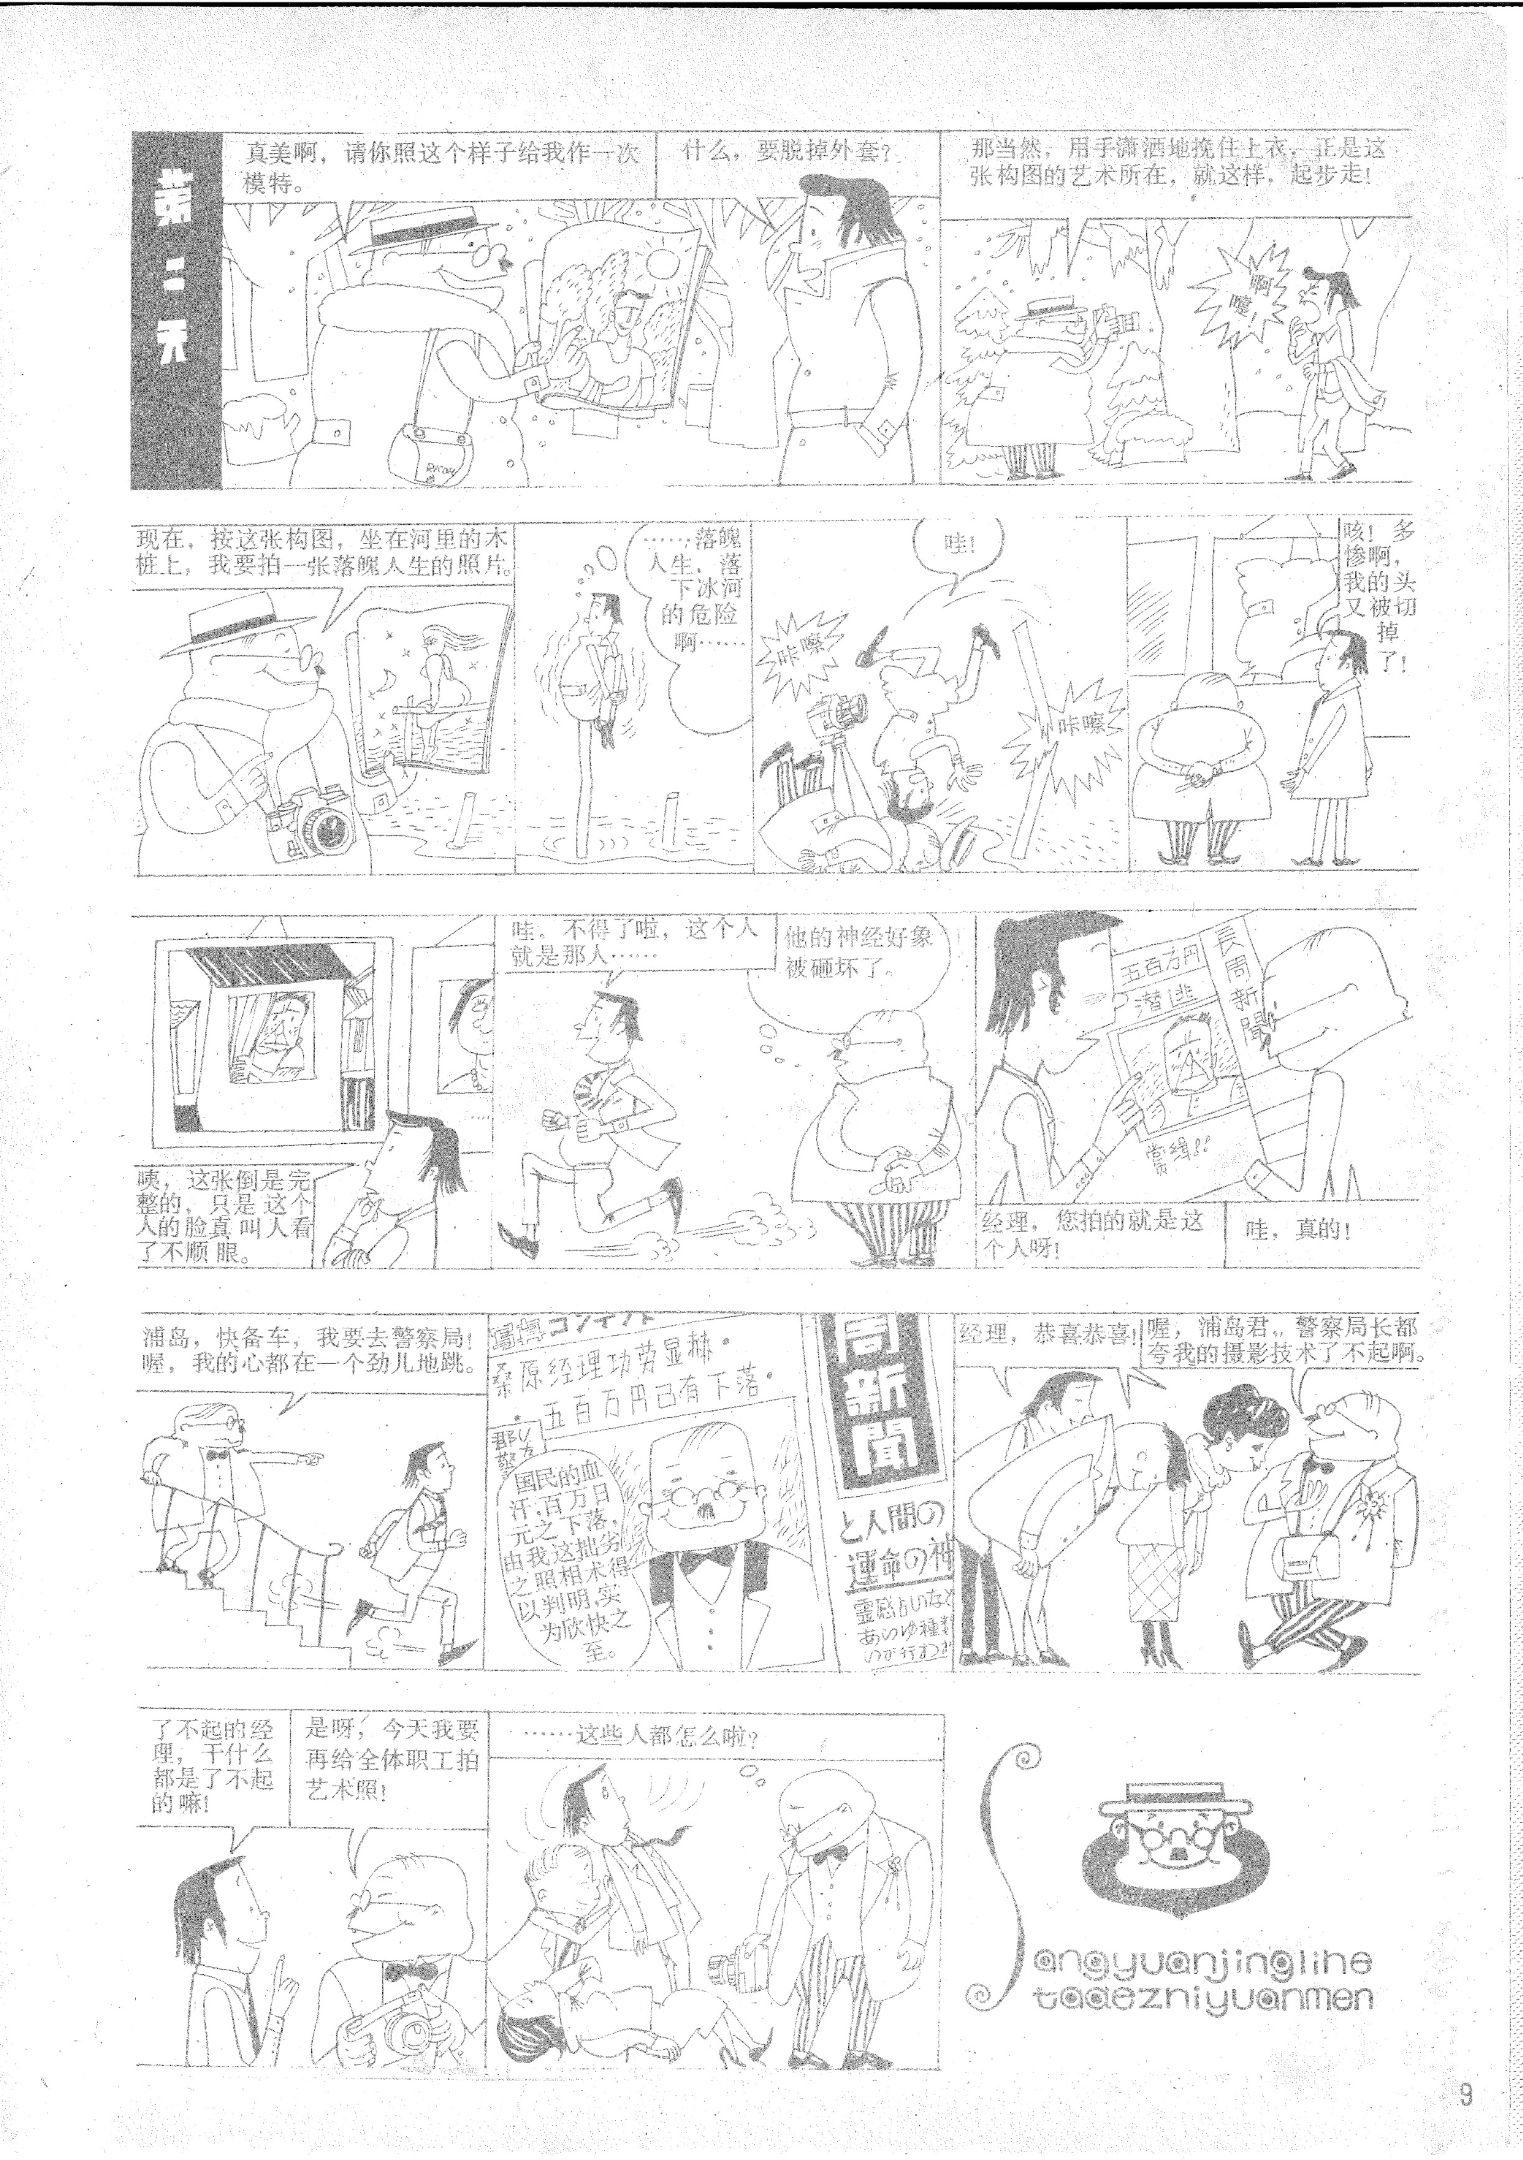 第二天
真美啊，请你照这个样子给我作一次
模特。
什么，要脱掉外套？
那当然，用手潇洒地挽住上衣，正是这
张构图的艺术所在，就这样，起步走！
啊
嚏
现在，按这张构图，坐在河里的木
桩上，我要拍一张落魄人生的照片。
……落魄
人生，落
下冰河
的危险
啊……
哇！
咔嚓
咔嚓
咳！多
惨啊，
我的头
又被切
掉
了！
咦，这张倒是完
整的，只是这个
人的脸真叫人看
了不顺眼。
哇。不得了啦，这个人
就是那人……
他的神经好象
被砸坏了。
五百万円
潜逃
長周新聞
经理，您拍的就是这
个人呀！
哇，真的！
浦岛，快备车，我要去警察局！
喔，我的心都在一个劲儿地跳。
コンテスト
桑原经理功劳显赫·
五百万円已有下落·
国民的血
汗，百万日
元之下落，
由我这拙劣
之照相术得
以判明，实
为欣快之
至。
周新聞
と人間の
運命の神
经理，恭喜恭喜！
喔，浦岛君，警察局长都
夸我的摄影技术了不起啊。
了不起的经
理，干什么
都是了不起
的嘛！
是呀，今天我要
再给全体职工拍
艺术照！
……这些人都怎么啦？
Sangyuanjinglihe
tadezhiyuanmen
9